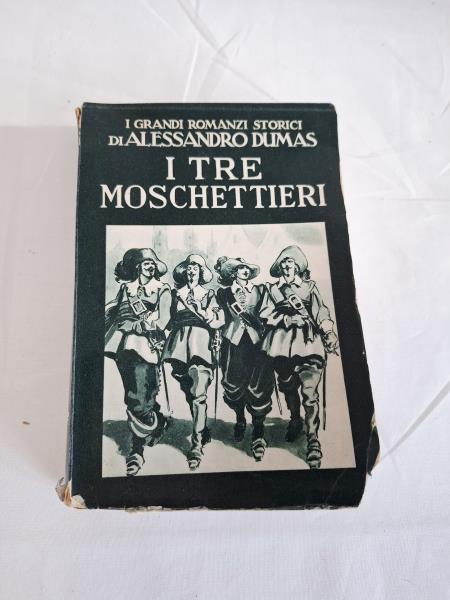 I GRANDI ROMANZI STORICI
DI ALESSANDRO DUMAS
I TRE
MOSCHETTIERI